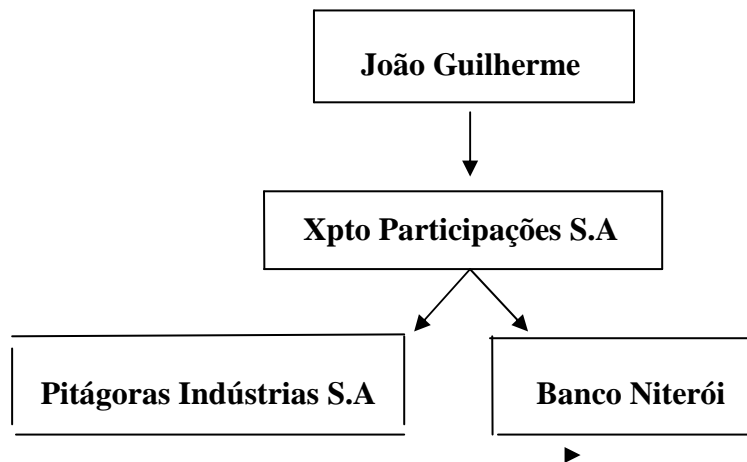 João Guilherme
Xpto Participações S.A
Pitágoras Indústrias S.A
Banco Niterói